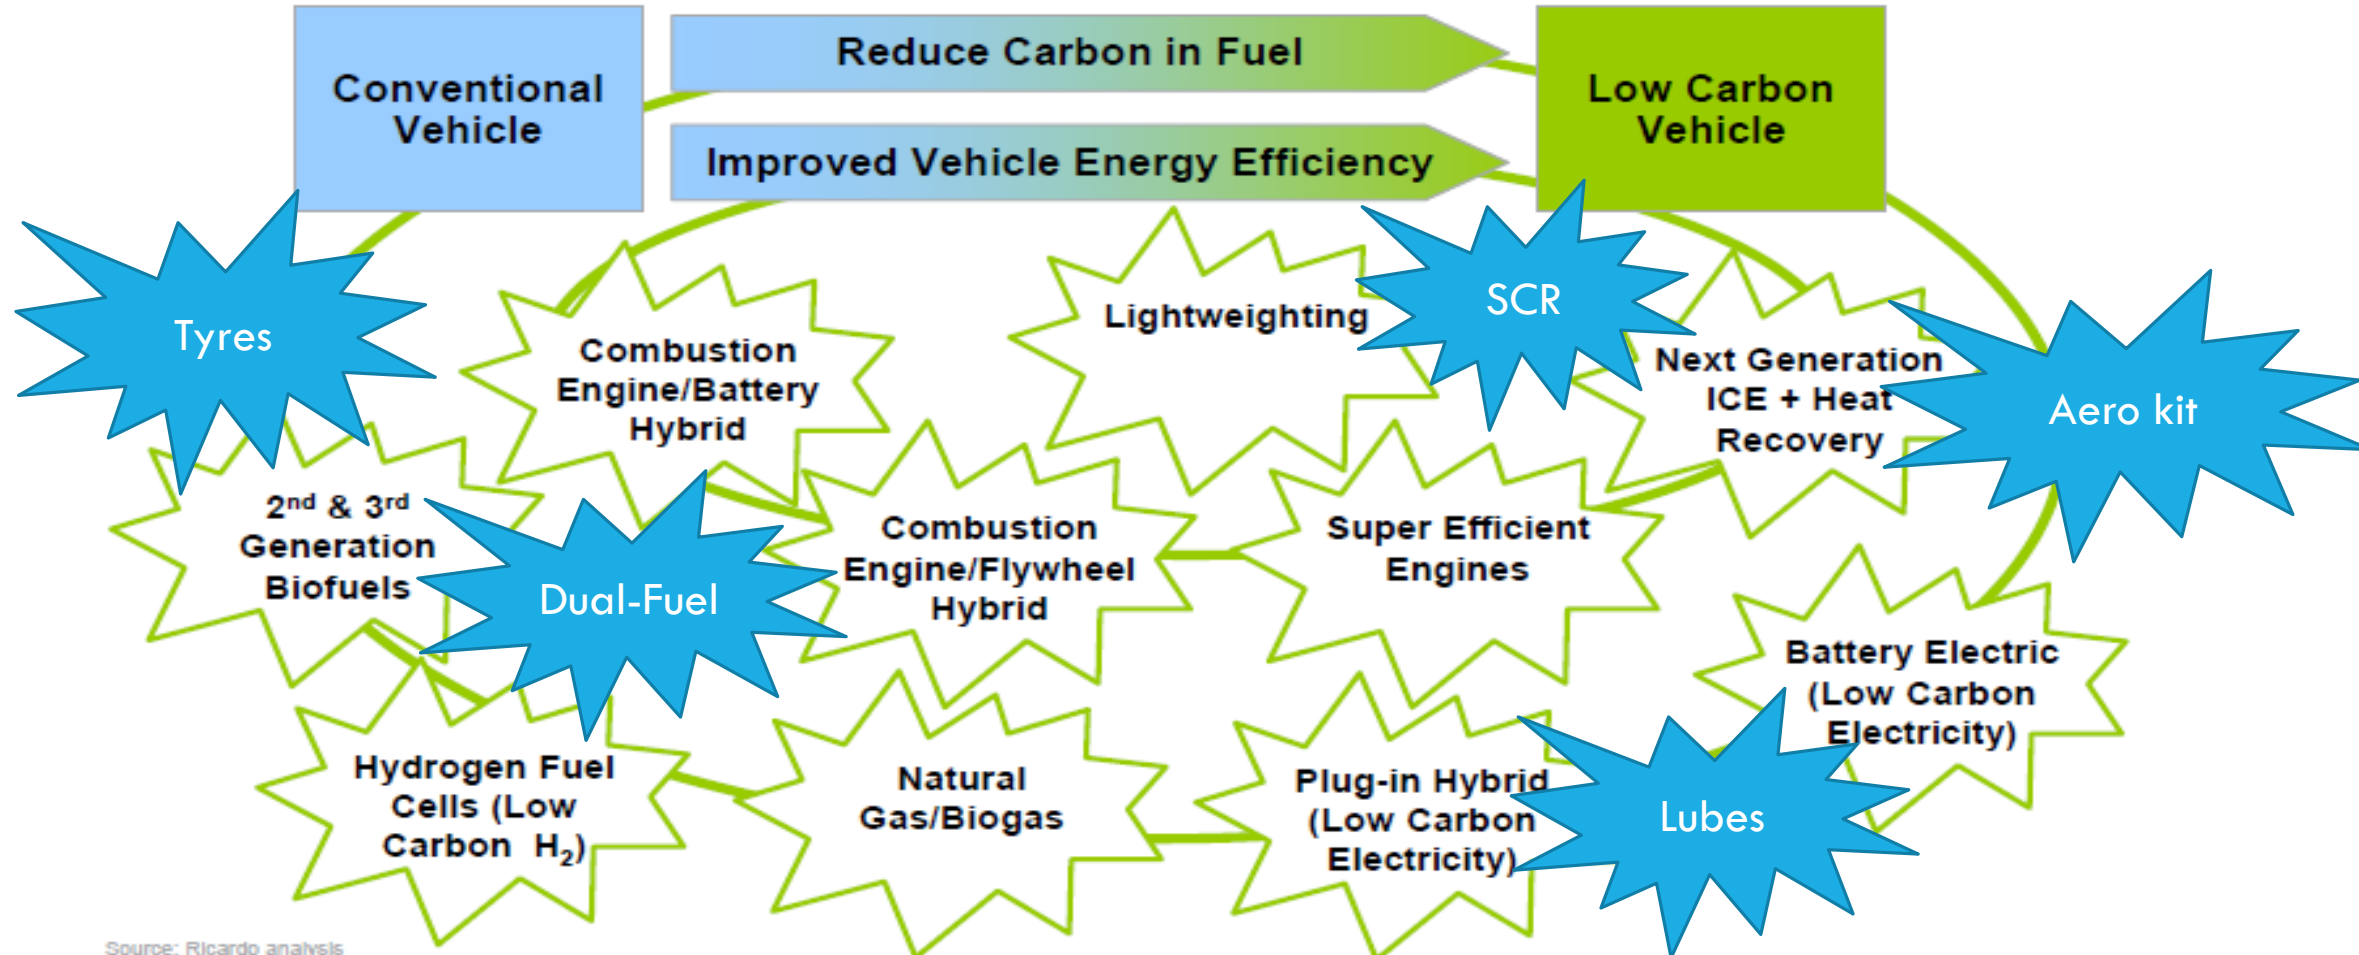 Conventional
Vehicle
Reduce Carbon in Fuel
Improved Vehicle Energy Efficiency
Low Carbon
Vehicle
Tyres
Combustion
Engine/Battery
Hybrid
Lightweighting
SCR
Next Generation
ICE + Heat
Recovery
Aero kit
2nd & 3rd
Generation
Biofuels
Dual-Fuel
Combustion
Engine/Flywheel
Hybrid
Super Efficient
Engines
Battery Electric
(Low Carbon
Electricity)
Hydrogen Fuel
Cells (Low
Carbon H2)
Natural
Gas/Biogas
Plug-in Hybrid
(Low Carbon
Electricity)
Lubes
Source: Ricardo analysis